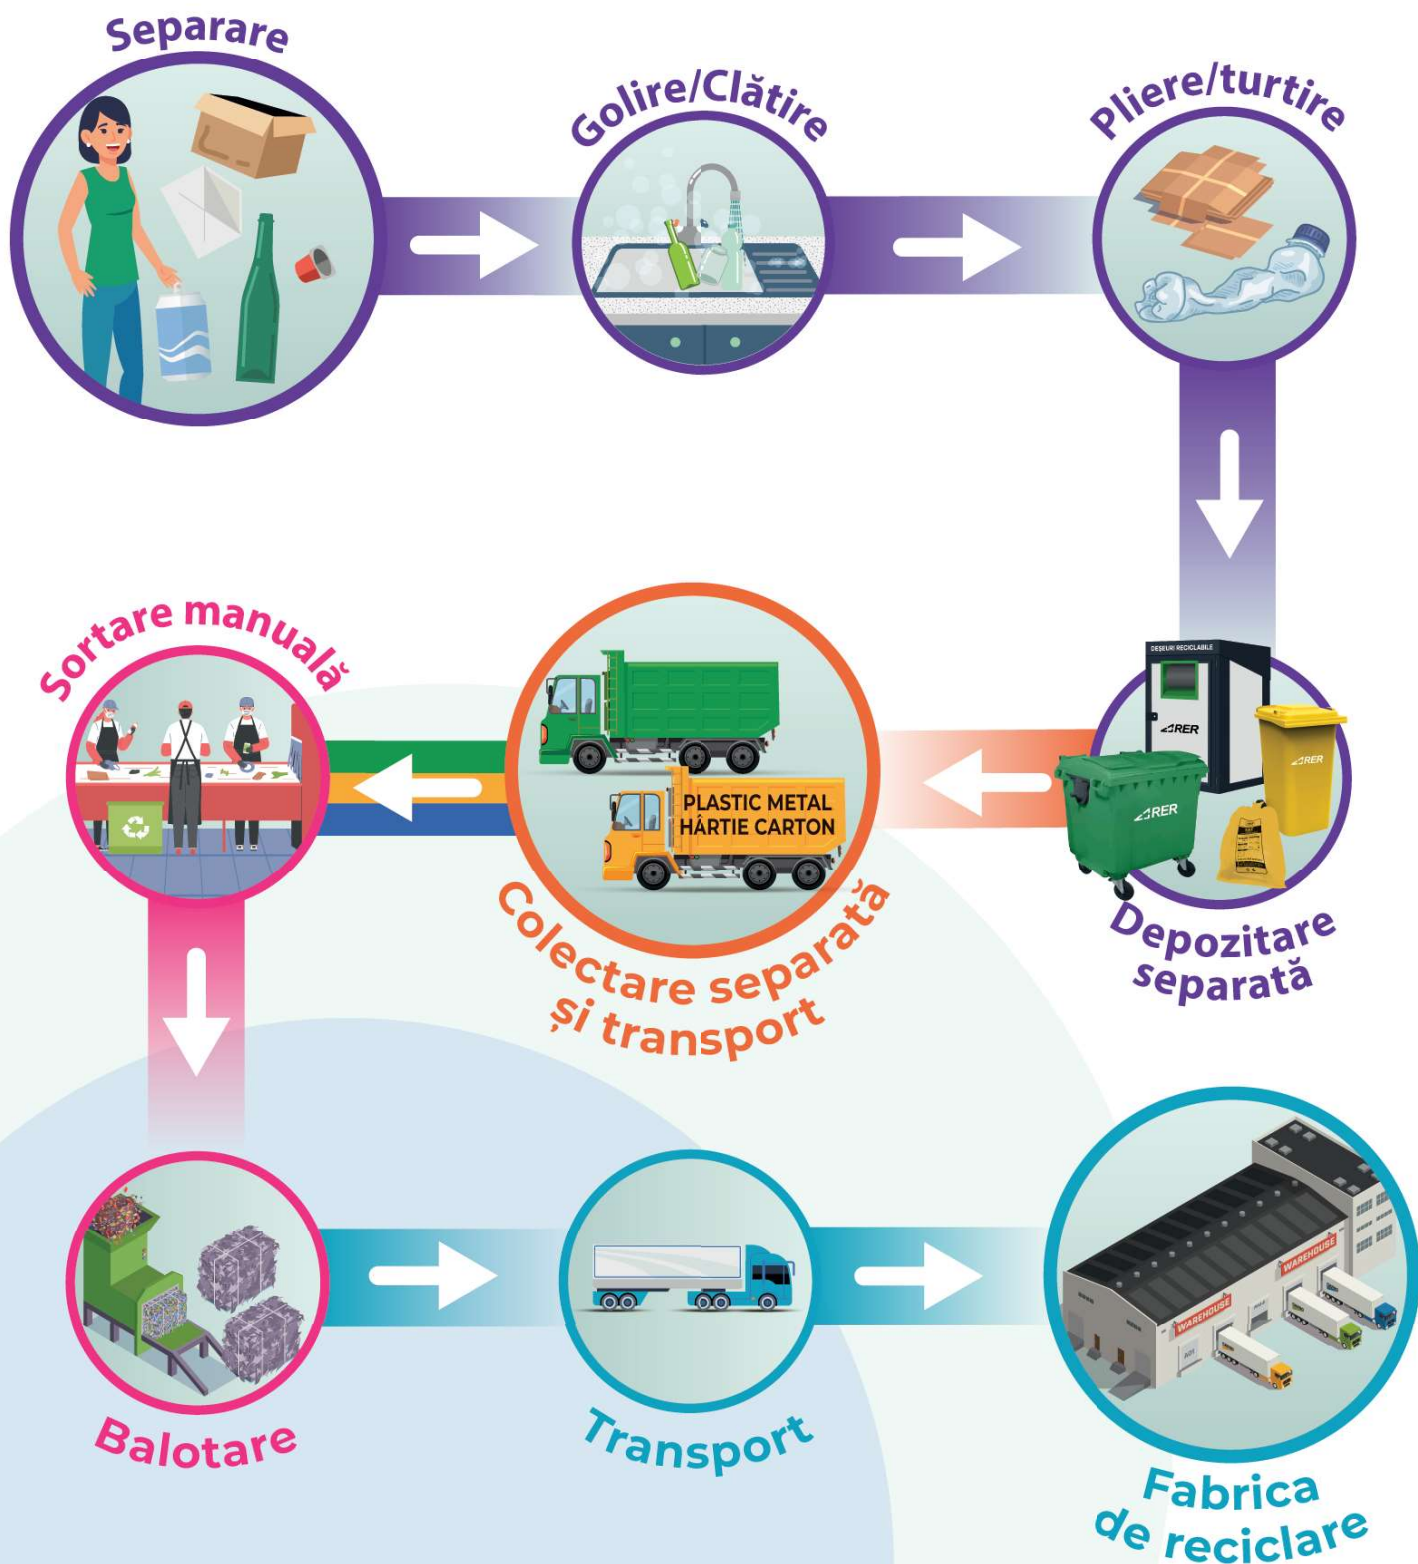 Separare
Golire/Clătire
Pliere/turtire
DEȘEURI RECICLABILE
RER
RER
RER
Depozitare
separată
PLASTIC METAL
HÂRTIE CARTON
Colectare separată
și transport
Sortare manuală
Balotare
Transport
WAREHOUSE
WAREHOUSE
Fabrica
de reciclare